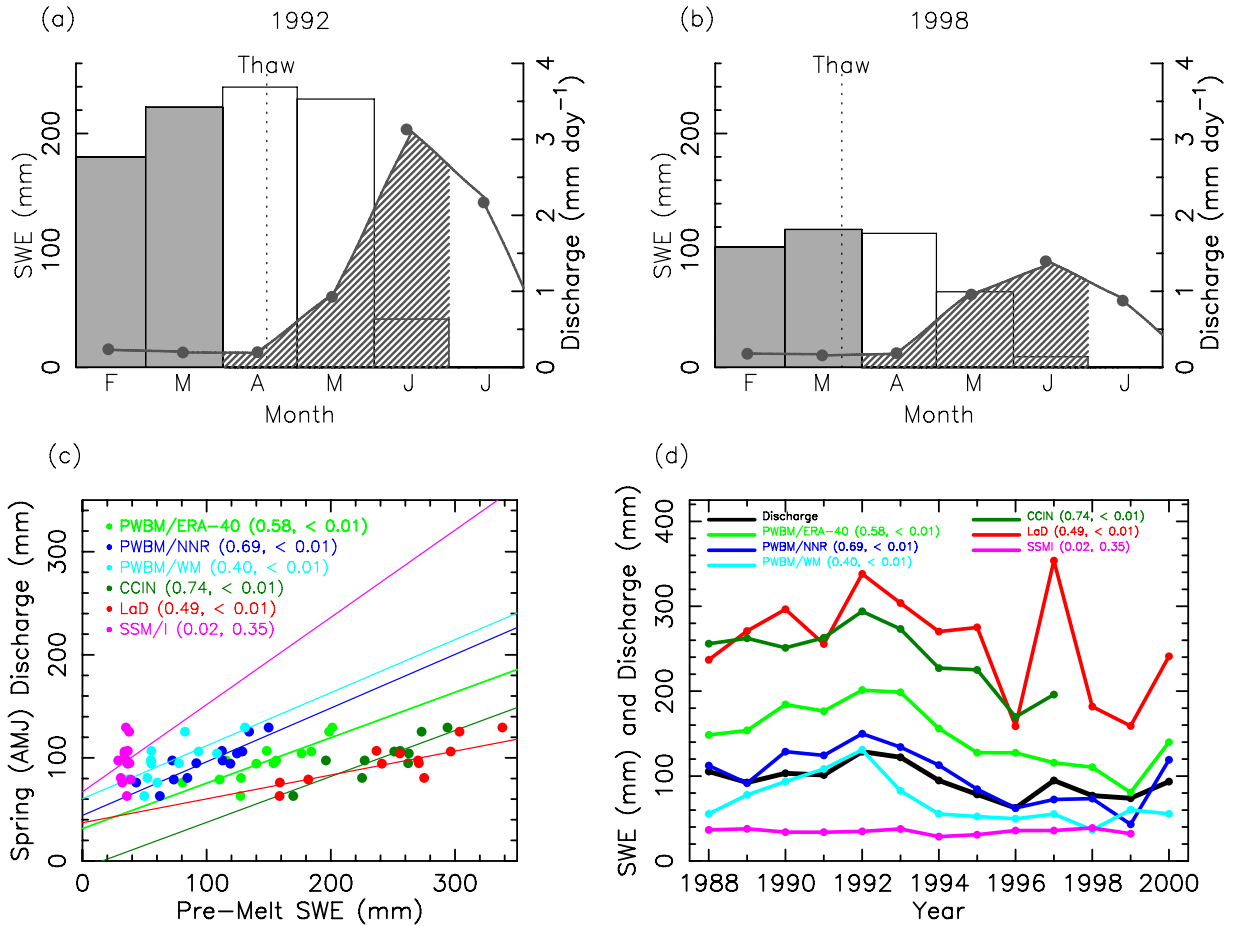 (a) 1992
Thaw
SWE (mm)
0 100 200
Discharge (mm day−1)
0 1 2 3 4
F M A M J J
Month
(b) 1998
Thaw
SWE (mm)
0 100 200
Discharge (mm day−1)
0 1 2 3 4
F M A M J J
Month
(c)
Spring (AMJ) Discharge (mm)
0 100 200 300
PWBM/ERA−40 (0.58, < 0.01)
PWBM/NNR (0.69, < 0.01)
PWBM/WM (0.40, < 0.01)
CCIN (0.74, < 0.01)
LaD (0.49, < 0.01)
SSM/I (0.02, 0.35)
0 100 200 300
Pre−Melt SWE (mm)
(d)
SWE (mm) and Discharge (mm)
0 100 200 300 400
Discharge
PWBM/ERA−40 (0.58, < 0.01)
PWBM/NNR (0.69, < 0.01)
PWBM/WM (0.40, < 0.01)
CCIN (0.74, < 0.01)
LaD (0.49, < 0.01)
SSMI (0.02, 0.35)
1988 1990 1992 1994 1996 1998 2000
Year